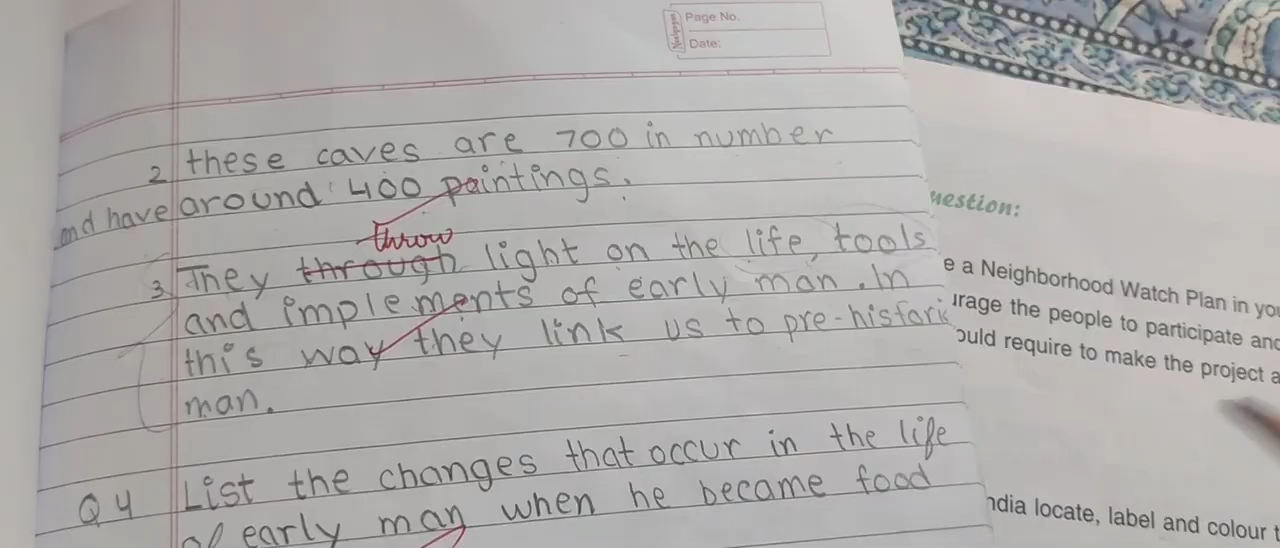 Page No.
Date:
2 these caves are 700 in number
and have around 400 paintings.
throw
3 They through light on the life, tools
and implements of early man. In
this way they link us to pre-historic
man.
Q4 List the changes that occur in the life
of early man when he became food
uestion:
e a Neighborhood Watch Plan in you
urage the people to participate and
ould require to make the project a
ndia locate, label and colour t